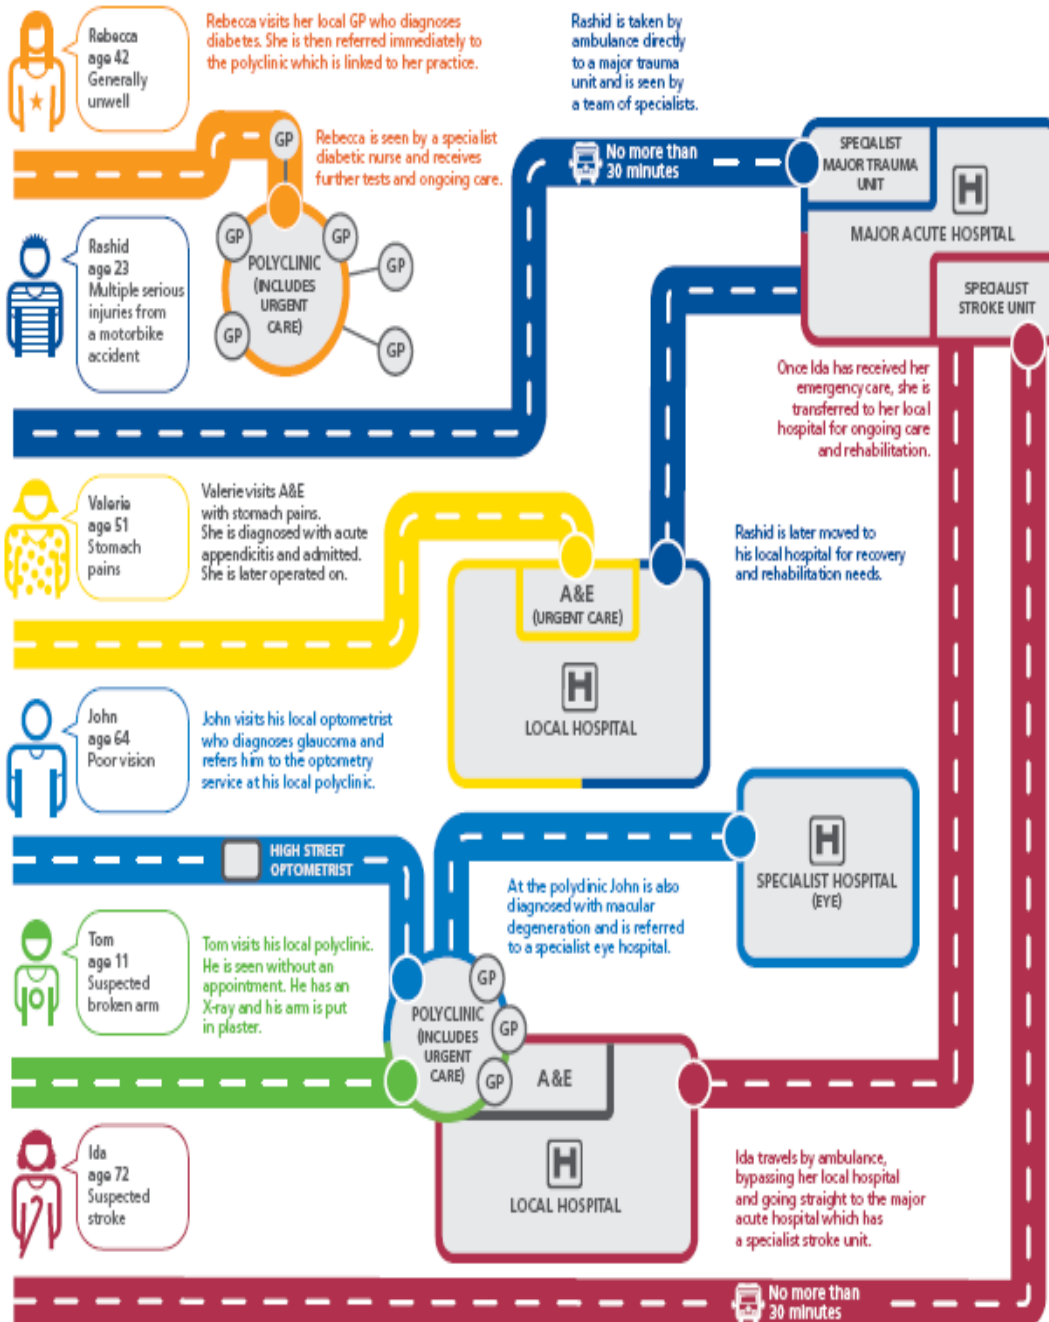 Rebecca
age 42
Generally
unwell
Rebecca visits her local GP who diagnoses
diabetes. She is then referred immediately to
the polyclinic which is linked to her practice.
Rashid is taken by
ambulance directly
to a major trauma
unit and is seen by
a team of specialists.
GP
Rebecca is seen by a specialist
diabetic nurse and receives
further tests and ongoing care.
No more than
30 minutes
SPECIALIST
MAJOR TRAUMA
UNIT
H
MAJOR ACUTE HOSPITAL
SPECIALIST
STROKE UNIT
Rashid
age 23
Multiple serious
injuries from
a motorbike
accident
GP
GP
GP
POLYCLINIC
(INCLUDES
URGENT
CARE)
GP
GP
Once Ida has received her
emergency care, she is
transferred to her local
hospital for ongoing care
and rehabilitation.
Valerie
age 51
Stomach
pains
Valerie visits A&E
with stomach pains.
She is diagnosed with acute
appendicitis and admitted.
She is later operated on.
Rashid is later moved to
his local hospital for recovery
and rehabilitation needs.
A&E
(URGENT CARE)
H
LOCAL HOSPITAL
John
age 64
Poor vision
John visits his local optometrist
who diagnoses glaucoma and
refers him to the optometry
service at his local polyclinic.
HIGH STREET
OPTOMETRIST
H
SPECIALIST HOSPITAL
(EYE)
At the polyclinic John is also
diagnosed with macular
degeneration and is referred
to a specialist eye hospital.
Tom
age 11
Suspected
broken arm
Tom visits his local polyclinic.
He is seen without an
appointment. He has an
X-ray and his arm is put
in plaster.
GP
GP
GP
POLYCLINIC
(INCLUDES
URGENT
CARE)
A&E
H
LOCAL HOSPITAL
Ida
age 72
Suspected
stroke
Ida travels by ambulance,
bypassing her local hospital
and going straight to the major
acute hospital which has
a specialist stroke unit.
No more than
30 minutes